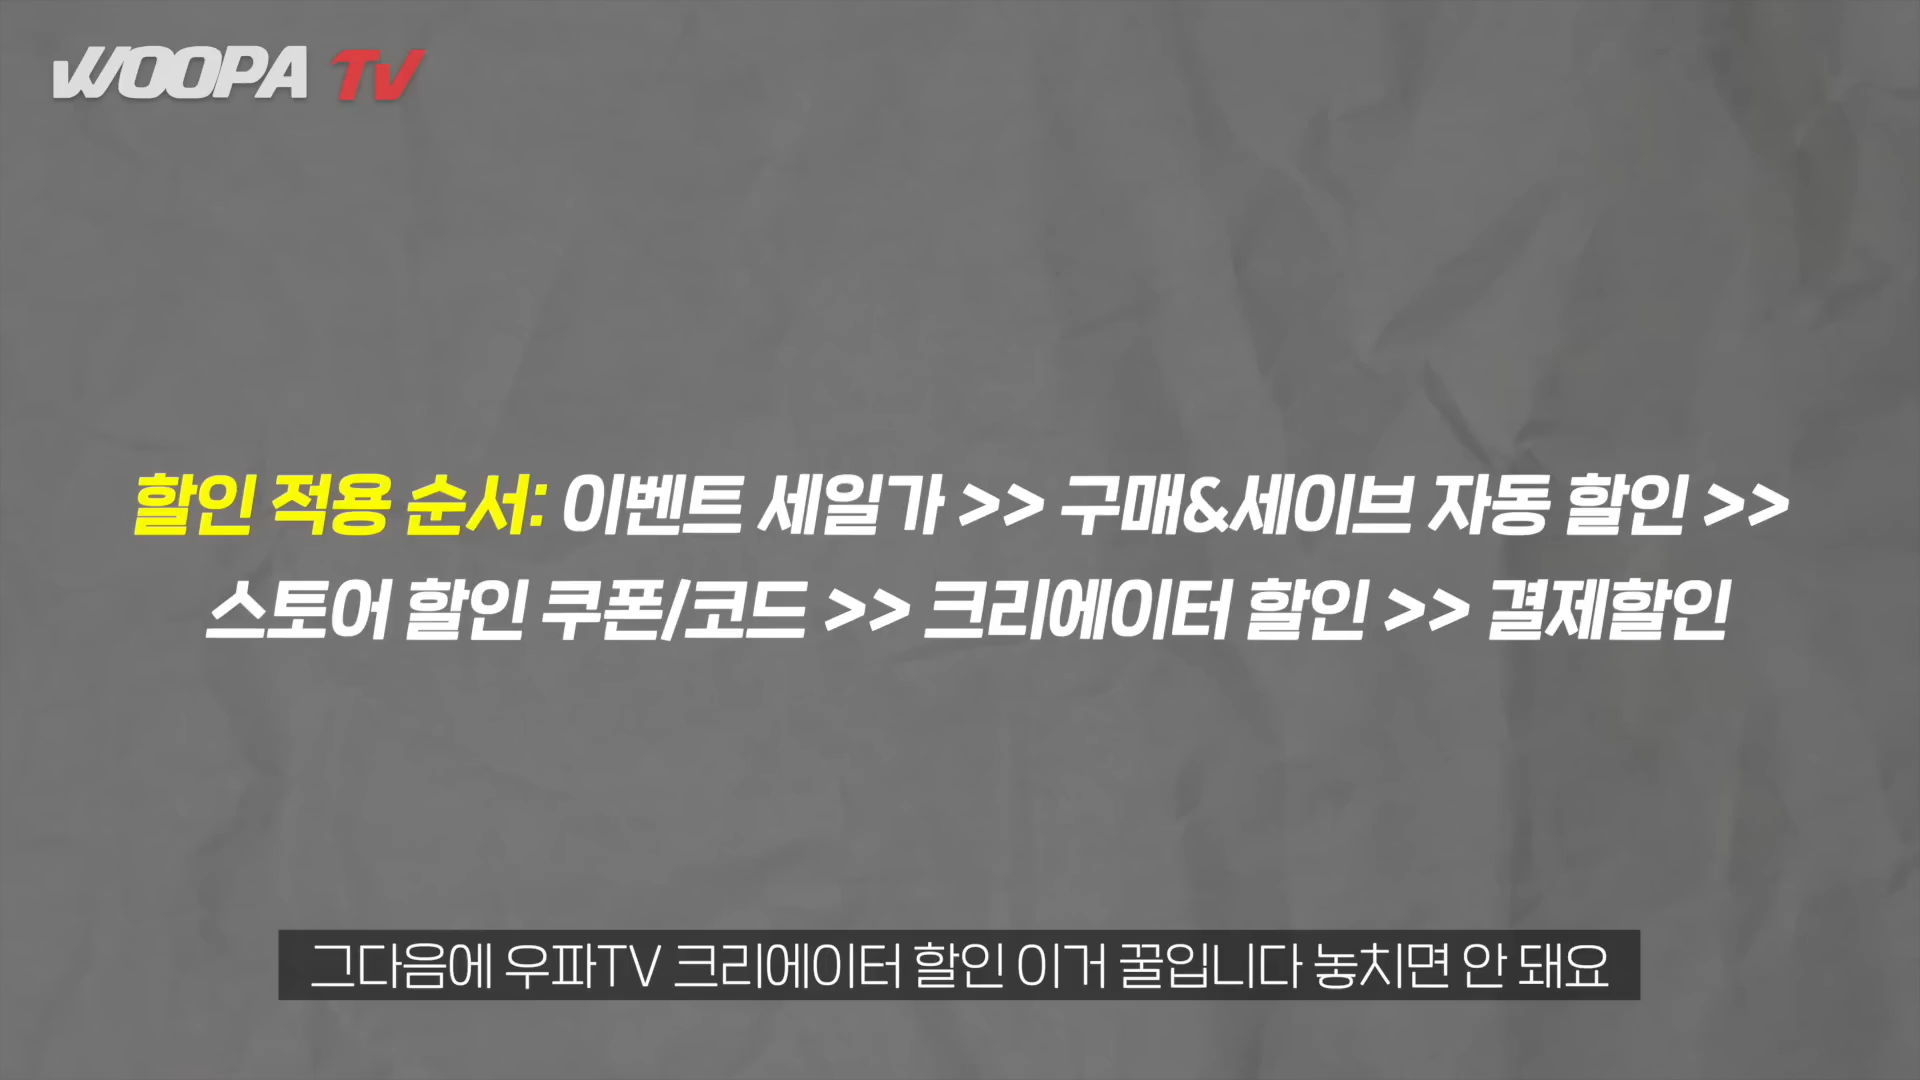 WOOPA TV
할인 적용 순서: 이벤트 세일가 >> 구매&세이브 자동 할인 >>
스토어 할인 쿠폰/코드 >> 크리에이터 할인 >> 결제할인
그다음에 우파TV 크리에이터 할인 이거 꿀입니다 놓치면 안 돼요